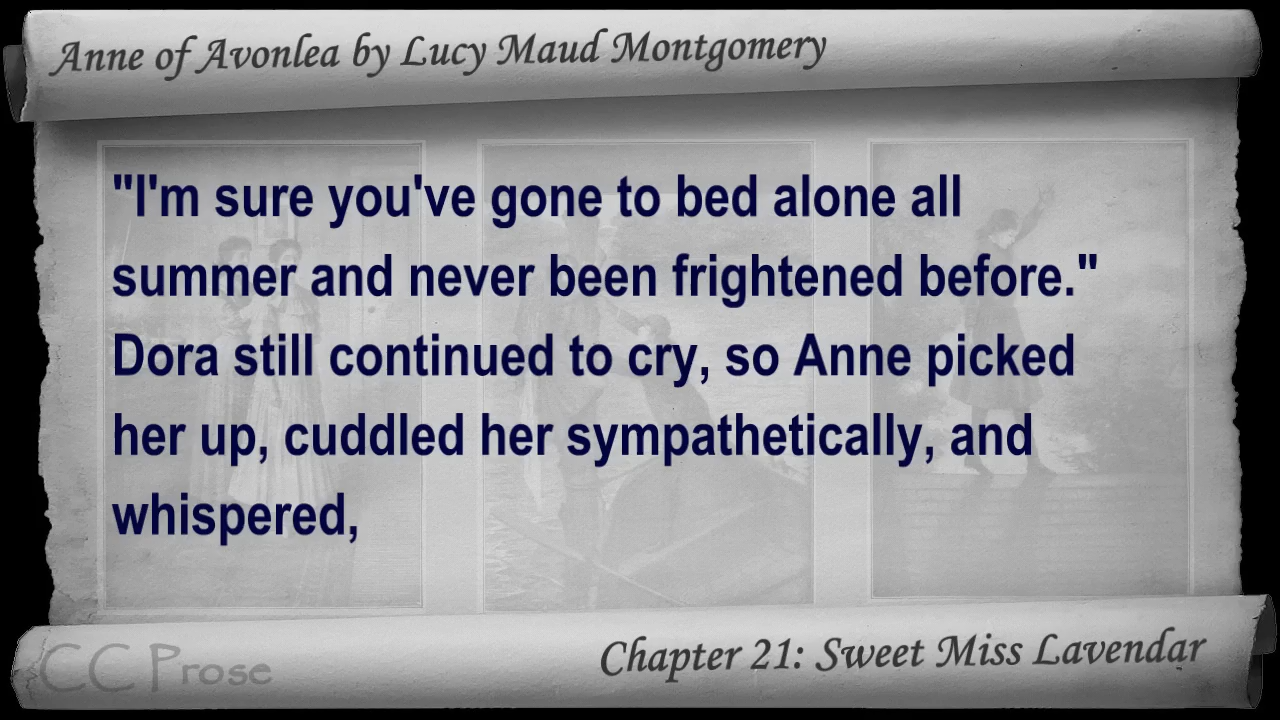 Anne of Avonlea by Lucy Maud Montgomery
"I'm sure you've gone to bed alone all
summer and never been frightened before."
Dora still continued to cry, so Anne picked
her up, cuddled her sympathetically, and
whispered,
CC Prose
Chapter 21: Sweet Miss Lavendar